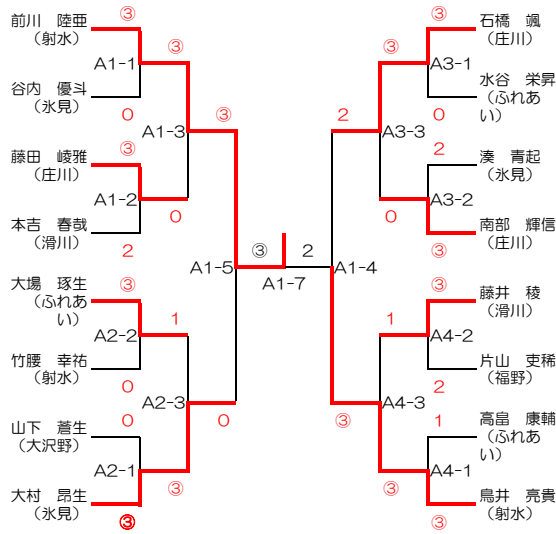 前川 陸亜
（射水）
③
A1-1
③
谷内 優斗
（氷見）
0
A1-3
③
藤田 崚雅
（庄川）
③
A1-2
0
本吉 春哉
（滑川）
2
A1-5
③
大場 琢生
（ふれあ
い）
③
A2-2
1
竹腰 幸祐
（射水）
0
A2-3
0
山下 蒼生
（大沢野）
0
A2-1
③
大村 昂生
（氷見）
③
A1-7
2
石橋 颯
（庄川）
③
A3-1
③
水谷 栄昇
（ふれあ
い）
0
A3-3
2
湊 青起
（氷見）
2
A3-2
0
南部 輝信
（庄川）
③
A1-4
藤井 稜
（滑川）
③
A4-2
1
片山 吏稀
（福野）
2
A4-3
③
高畠 康輔
（ふれあ
い）
1
A4-1
③
鳥井 亮貴
（射水）
③